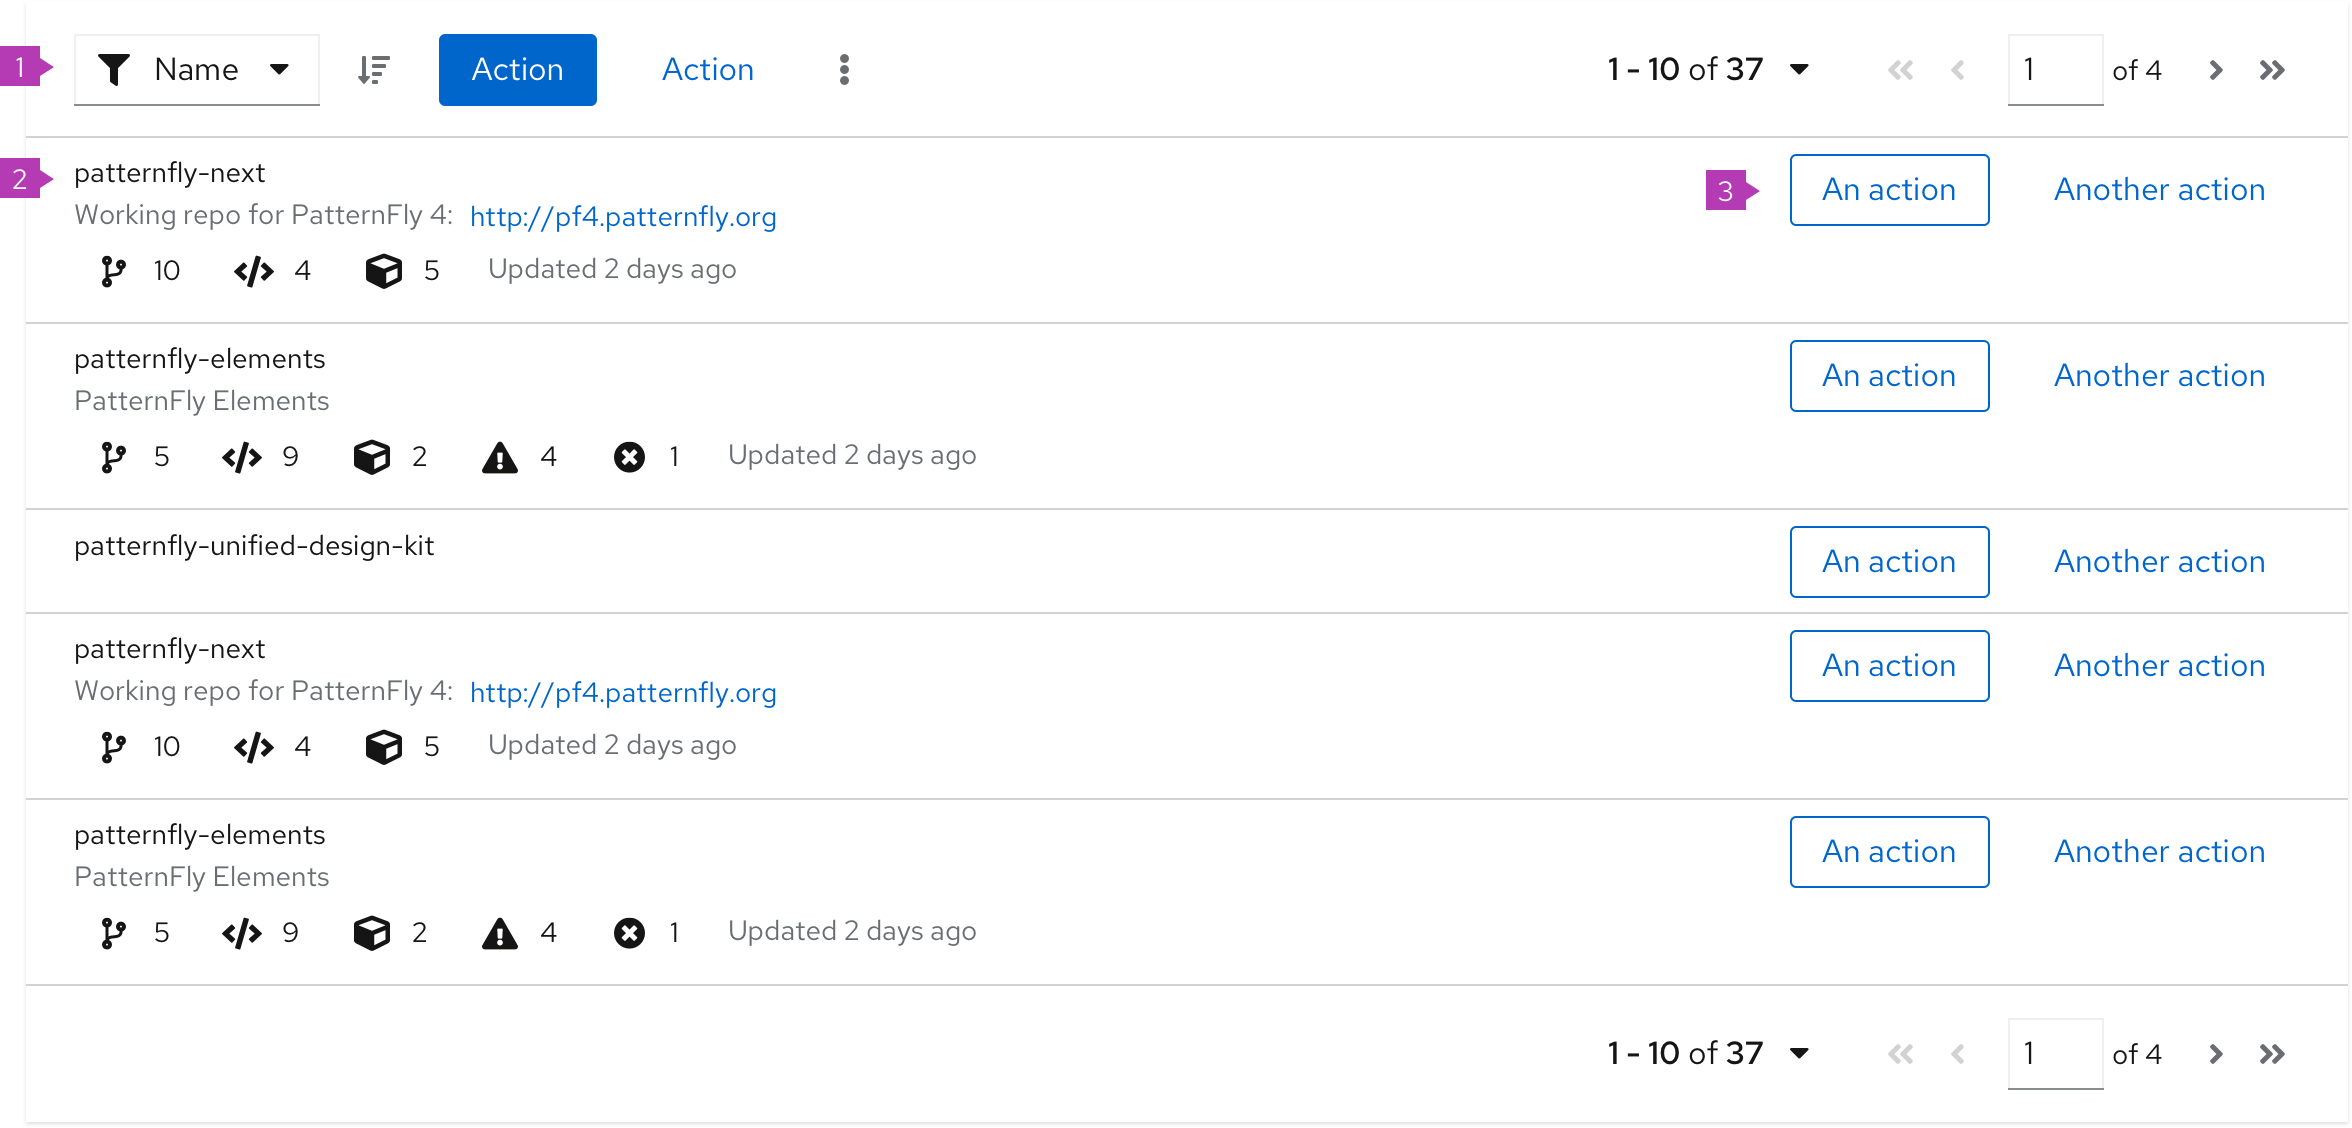 1 Name Action Action 1 - 10 of 37 1 of 4
2 patternfly-next 3 An action Another action
Working repo for PatternFly 4: http://pf4.patternfly.org
10 4 5 Updated 2 days ago
patternfly-elements An action Another action
PatternFly Elements
5 9 2 4 1 Updated 2 days ago
patternfly-unified-design-kit An action Another action
patternfly-next An action Another action
Working repo for PatternFly 4: http://pf4.patternfly.org
10 4 5 Updated 2 days ago
patternfly-elements An action Another action
PatternFly Elements
5 9 2 4 1 Updated 2 days ago
1 - 10 of 37 1 of 4